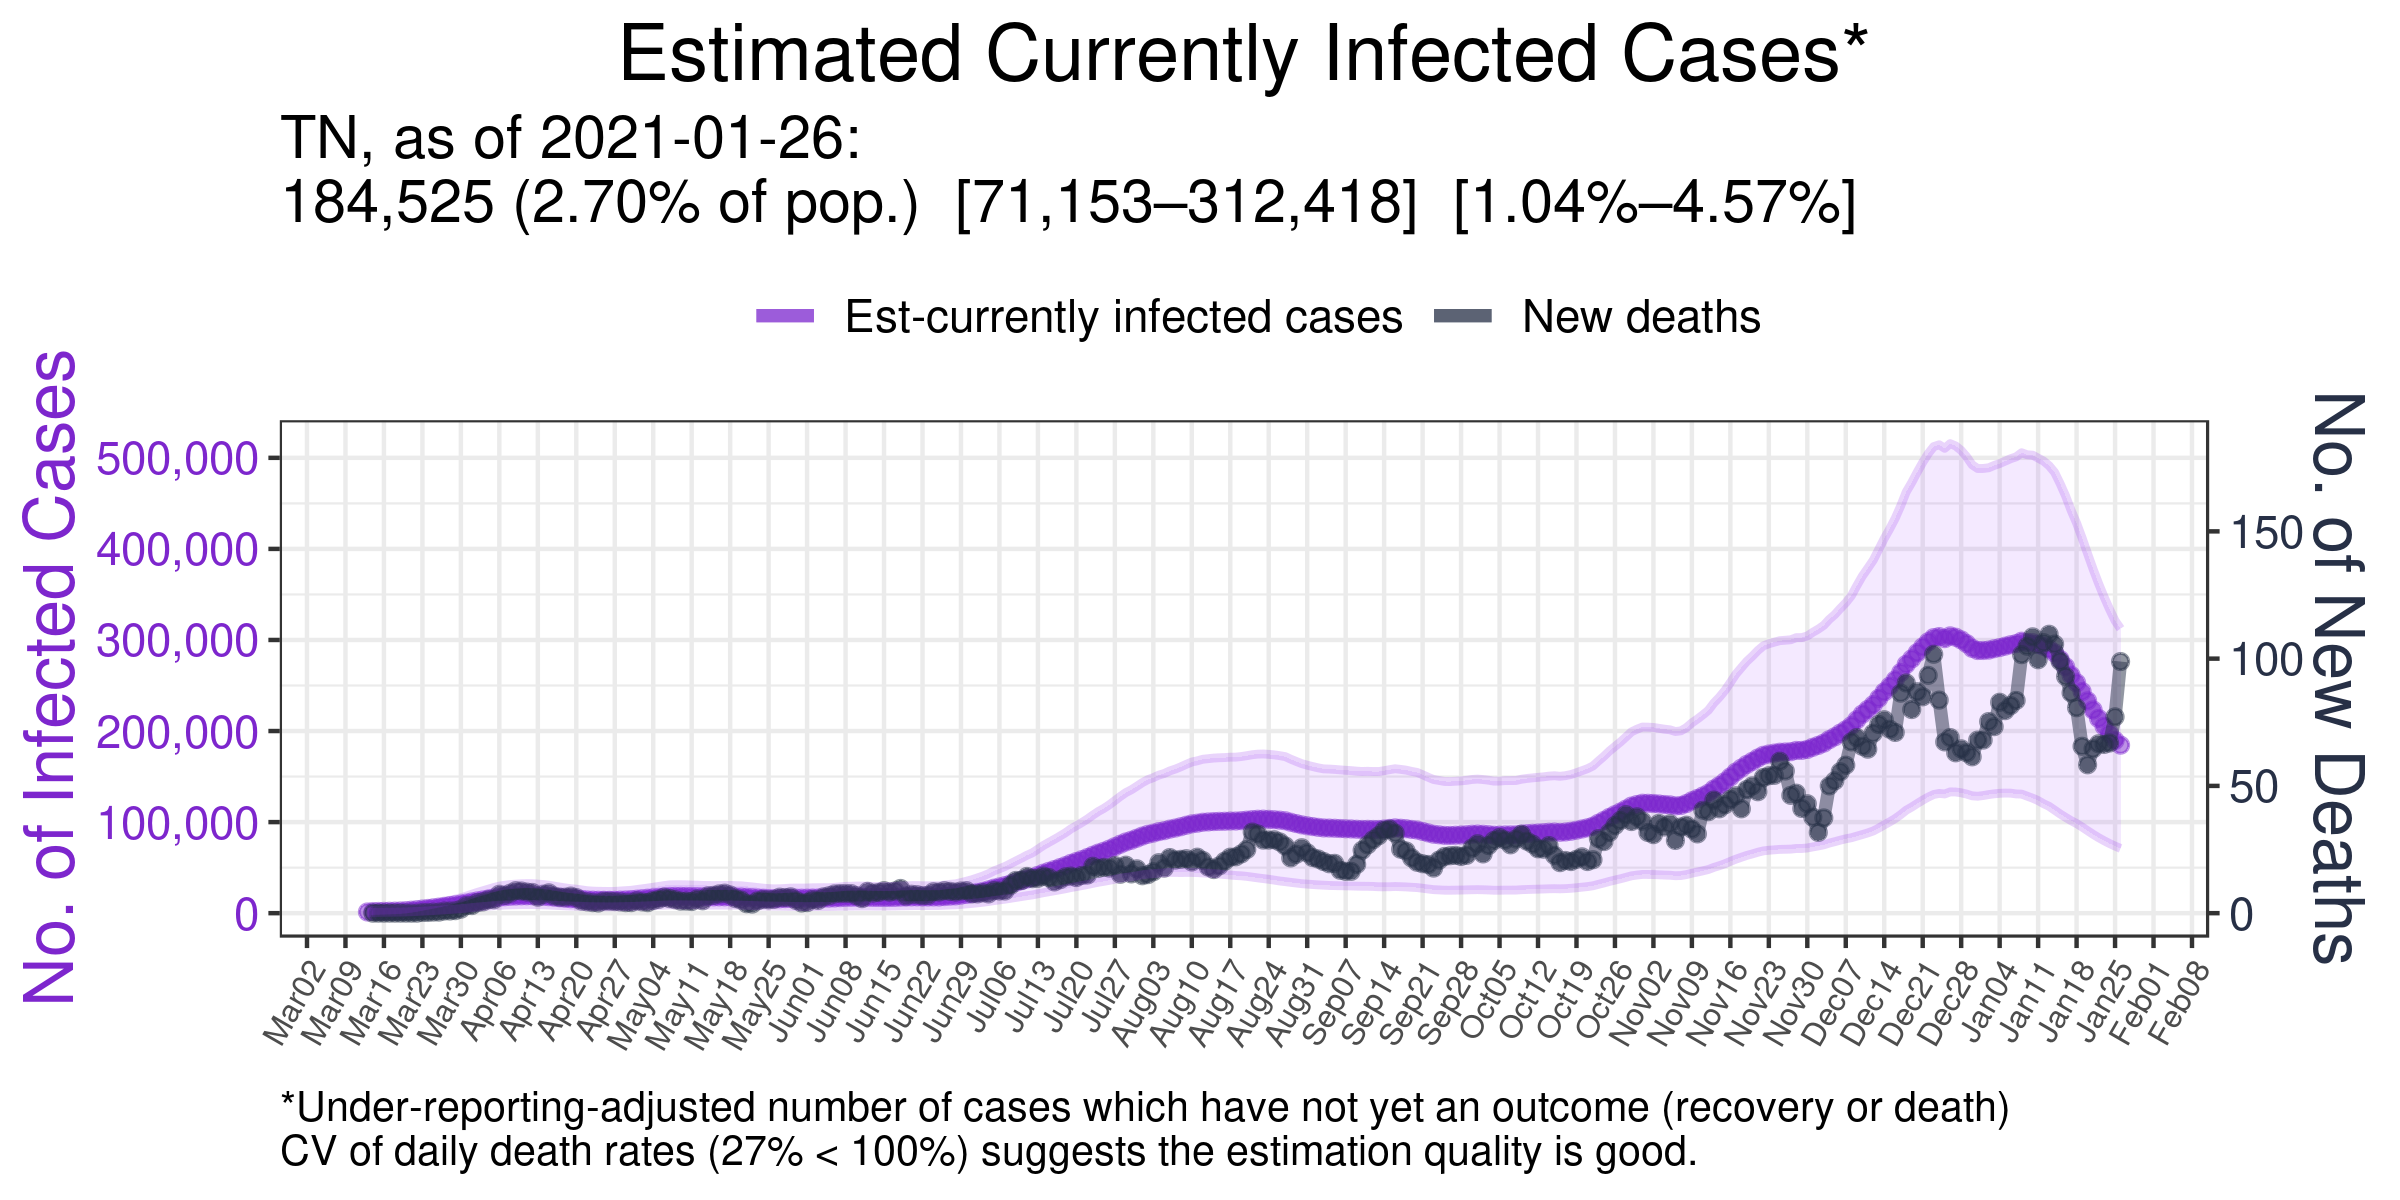 Estimated Currently Infected Cases*
TN, as of 2021-01-26:
184,525 (2.70% of pop.) [71,153–312,418] [1.04%–4.57%]
Est-currently infected cases New deaths
No. of Infected Cases
500,000
400,000
300,000
200,000
100,000
0
150
100
50
0
No. of New Deaths
Mar02 Mar09 Mar16 Mar23 Mar30 Apr06 Apr13 Apr20 Apr27 May04 May11 May18 May25 Jun01 Jun08 Jun15 Jun22 Jun29 Jul06 Jul13 Jul20 Jul27 Aug03 Aug10 Aug17 Aug24 Aug31 Sep07 Sep14 Sep21 Sep28 Oct05 Oct12 Oct19 Oct26 Nov02 Nov09 Nov16 Nov23 Nov30 Dec07 Dec14 Dec21 Dec28 Jan04 Jan11 Jan18 Jan25 Feb01 Feb08
*Under-reporting-adjusted number of cases which have not yet an outcome (recovery or death)
CV of daily death rates (27% < 100%) suggests the estimation quality is good.